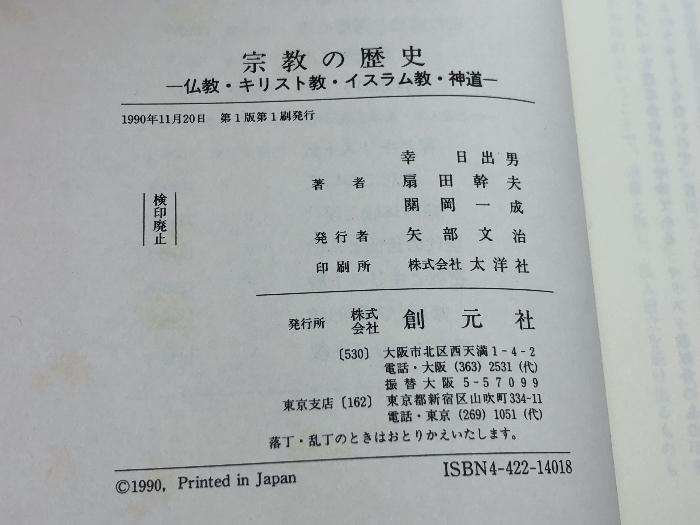 宗教の歴史
―仏教・キリスト教・イスラム教・神道―
1990年11月20日 第1版第1刷発行
検印廃止
幸日出男
著者 扇田幹夫
関岡一成
発行者 矢部文治
印刷所 株式会社 太洋社
発行所 株式会社 創元社
〔530〕 大阪市北区西天満1-4-2
電話・大阪 (363) 2531 (代)
振替大阪 5-57099
東京支店〔162〕 東京都新宿区山吹町334-11
電話・東京 (269) 1051 (代)
落丁・乱丁のときはおとりかえいたします。
©1990, Printed in Japan
ISBN4-422-14018